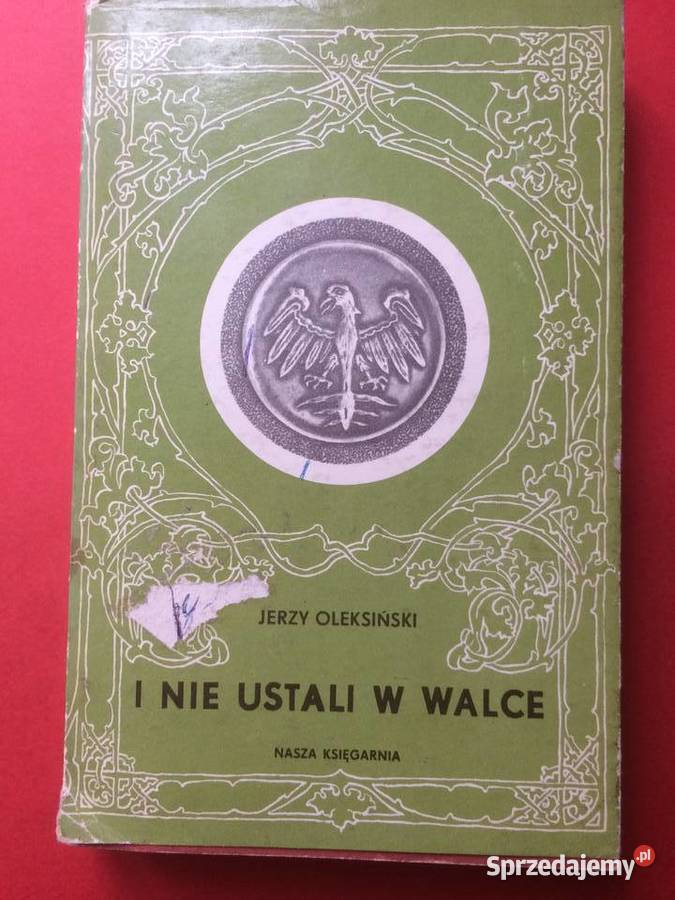 JERZY OLEKSIŃSKI
I NIE USTALI W WALCE
NASZA KSIĘGARNIA
Sprzedajemy.pl